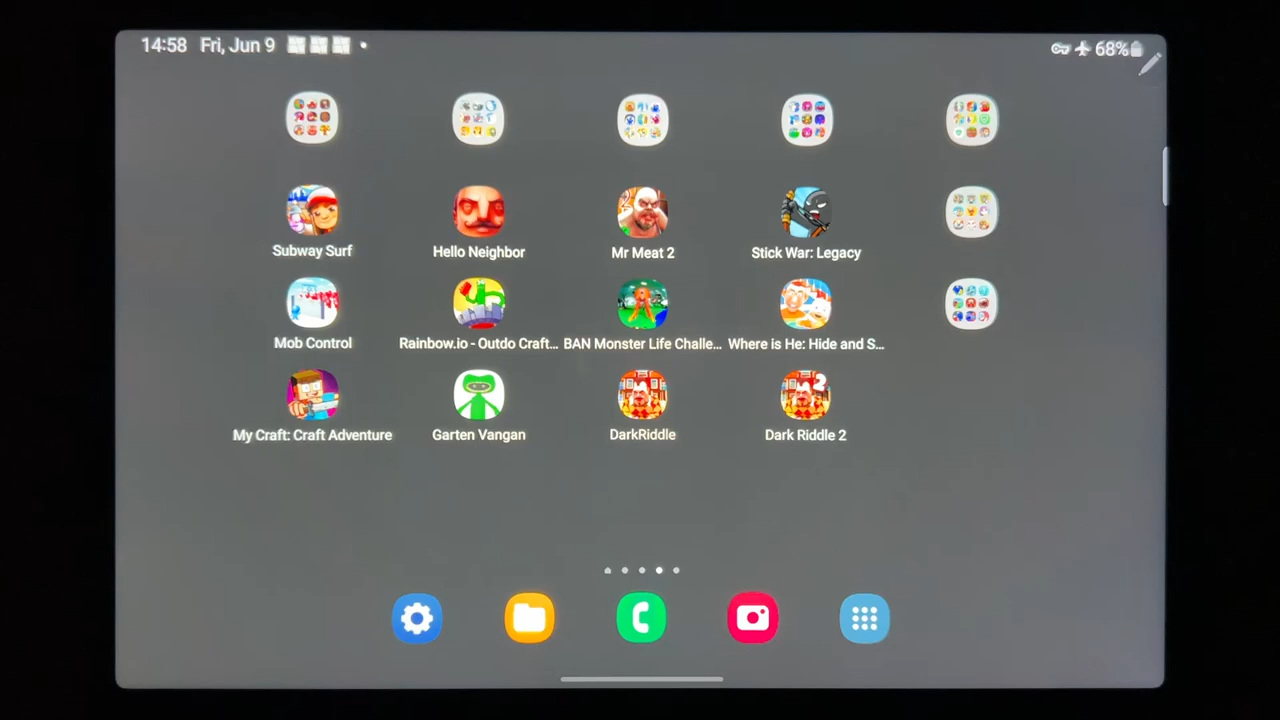 14:58 Fri, Jun 9 68%
Subway Surf Hello Neighbor Mr Meat 2 Stick War: Legacy
Mob Control Rainbow.io - Outdo Craft... BAN Monster Life Challe... Where is He: Hide and S...
2
My Craft: Craft Adventure Garten Vangan DarkRiddle Dark Riddle 2